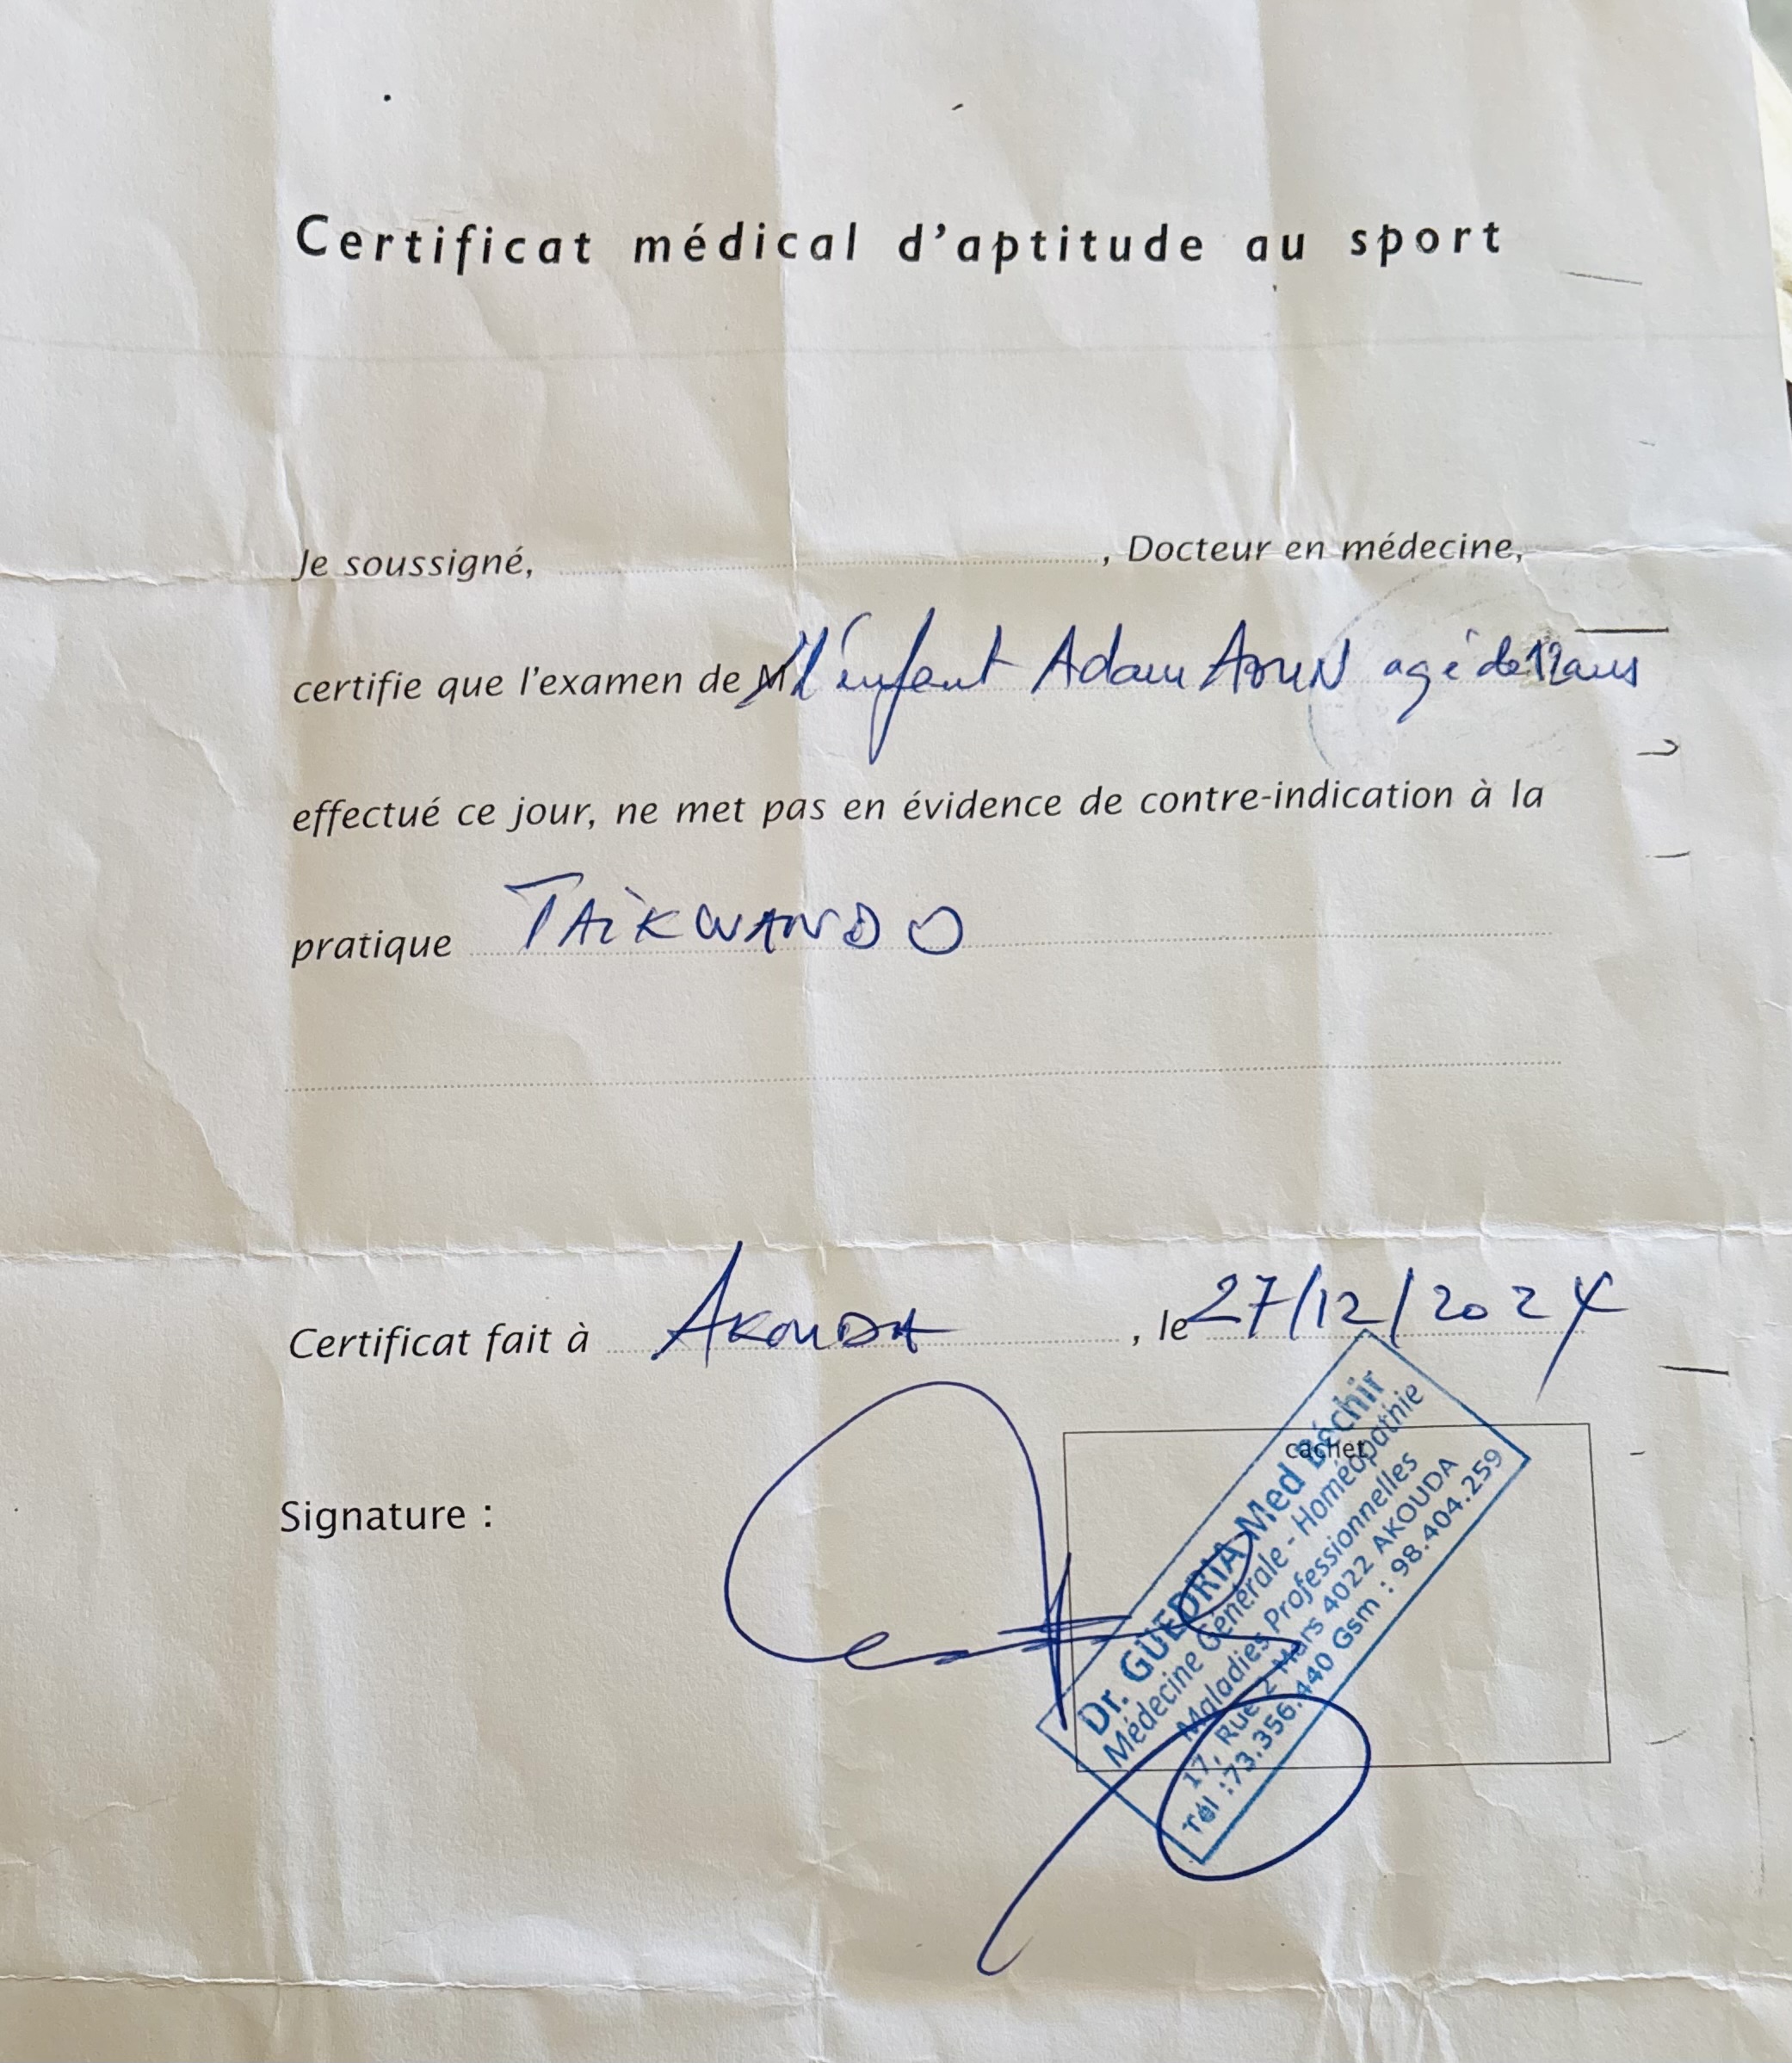 Certificat médical d'aptitude au sport
Je soussigné, , Docteur en médecine,
certifie que l'examen de M l'enfant Adam agé de 12 ans
effectué ce jour, ne met pas en évidence de contre-indication à la
pratique TAiKWANDO
Certificat fait à AKOUDA , le 27/12/2024
Signature :
cachet
Dr. GUEDRIA Med Béchir
Médecine Générale - Homéopathie
Maladies Professionnelles
17, Rue 2 Mars 4022 AKOUDA
Tél : 73.356.440 Gsm : 98.404.259